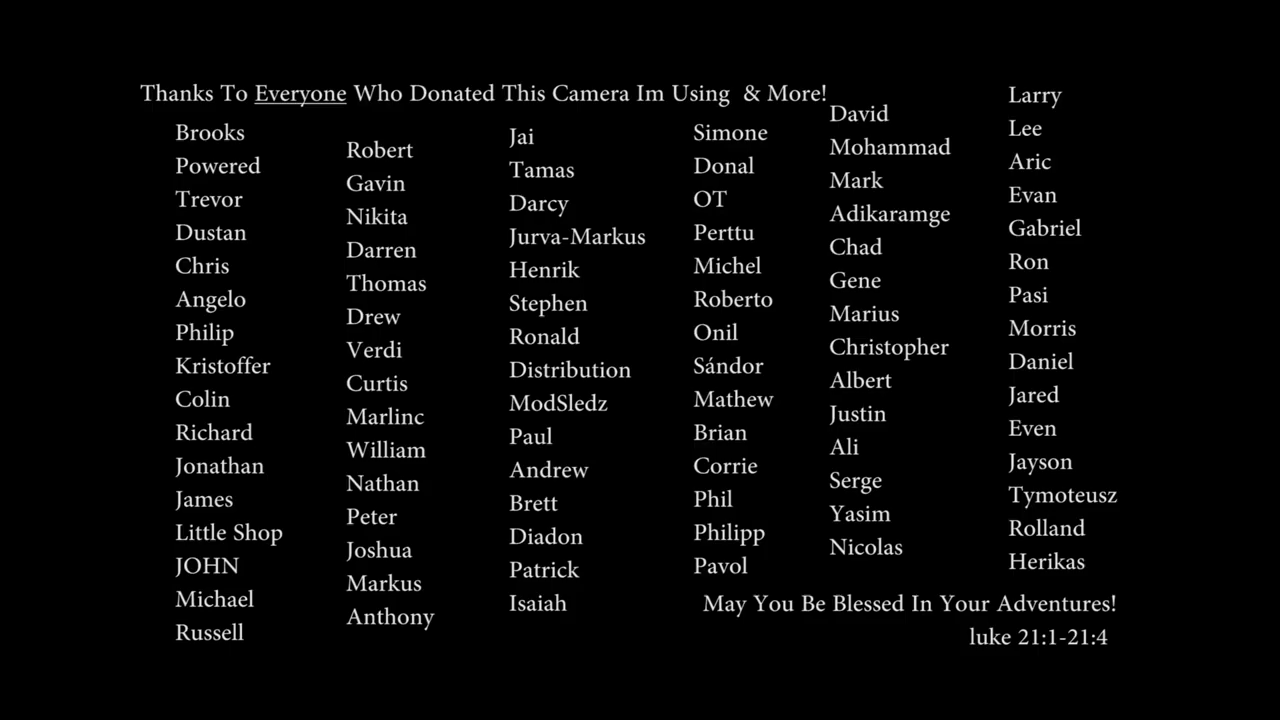 Thanks To Everyone Who Donated This Camera Im Using & More!
Brooks
Powered
Trevor
Dustan
Chris
Angelo
Philip
Kristoffer
Colin
Richard
Jonathan
James
Little Shop
JOHN
Michael
Russell
Robert
Gavin
Nikita
Darren
Thomas
Drew
Verdi
Curtis
Marlinc
William
Nathan
Peter
Joshua
Markus
Anthony
Jai
Tamas
Darcy
Jurva-Markus
Henrik
Stephen
Ronald
Distribution
ModSledz
Paul
Andrew
Brett
Diadon
Patrick
Isaiah
Simone
Donal
OT
Perttu
Michel
Roberto
Onil
Sándor
Mathew
Brian
Corrie
Phil
Philipp
Pavol
David
Mohammad
Mark
Adikaramge
Chad
Gene
Marius
Christopher
Albert
Justin
Ali
Serge
Yasim
Nicolas
Larry
Lee
Aric
Evan
Gabriel
Ron
Pasi
Morris
Daniel
Jared
Even
Jayson
Tymoteusz
Rolland
Herikas
May You Be Blessed In Your Adventures!
luke 21:1-21:4